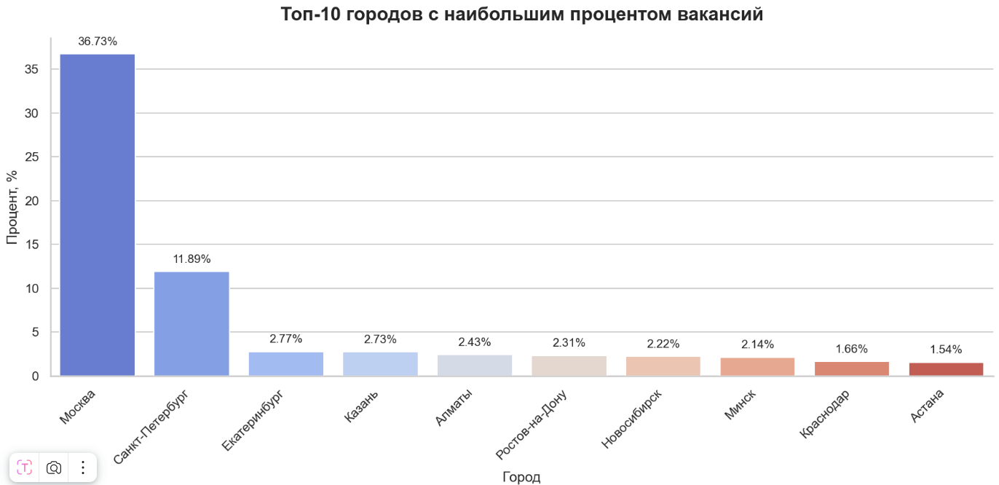 Топ-10 городов с наибольшим процентом вакансий
Процент, %
35
30
25
20
15
10
5
0
36.73%
11.89%
2.77%
2.73%
2.43%
2.31%
2.22%
2.14%
1.66%
1.54%
Москва
Санкт-Петербург
Екатеринбург
Казань
Алматы
Ростов-на-Дону
Новосибирск
Минск
Краснодар
Астана
Город
T